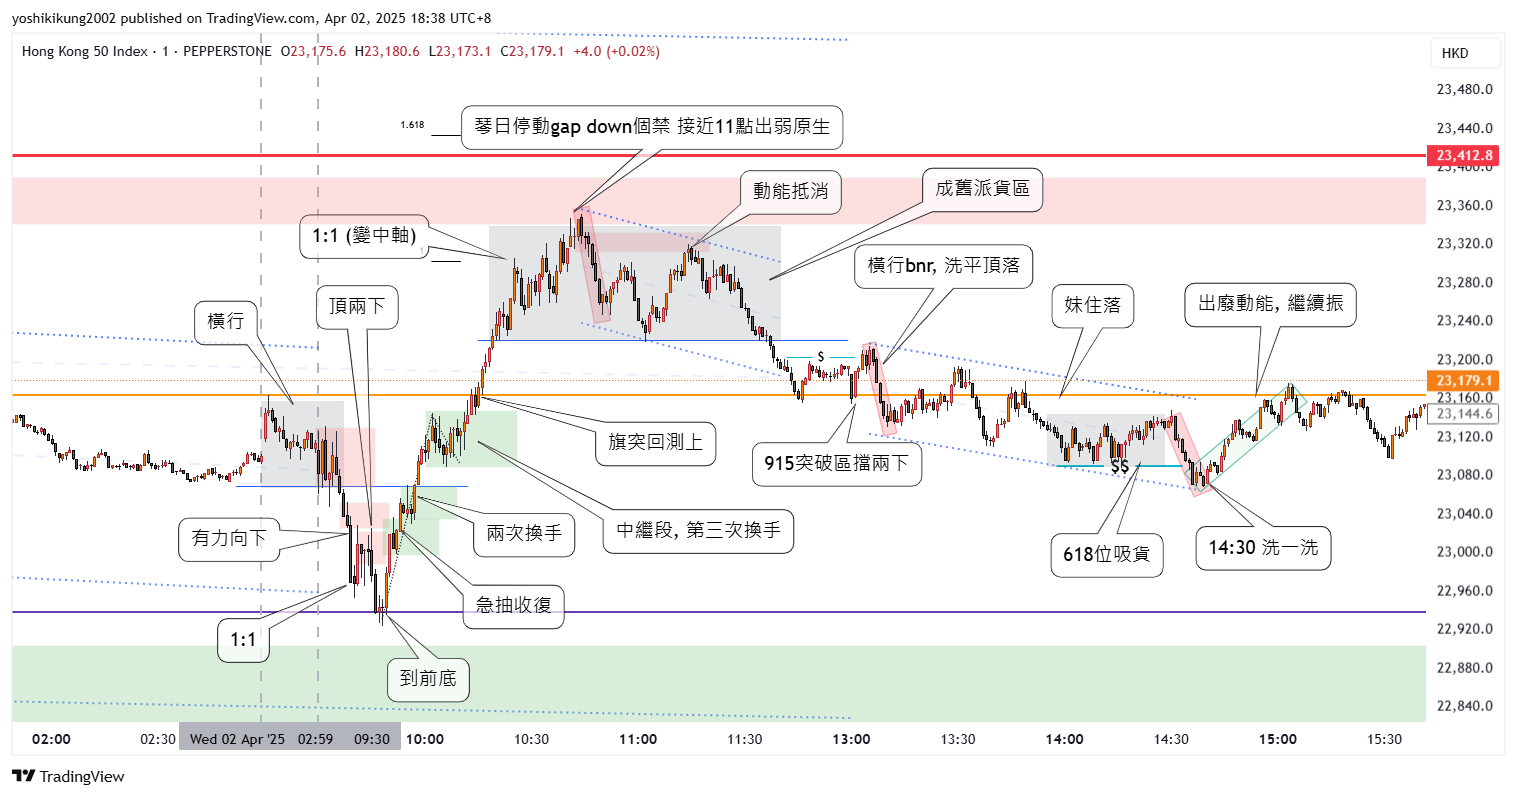 yoshikikung2002 published on TradingView.com, Apr 02, 2025 18:38 UTC+8
Hong Kong 50 Index · 1 · PEPPERSTONE O23,175.6 H23,180.6 L23,173.1 C23,179.1 +4.0 (+0.02%)
HKD
1.618
琴日停動gap down個禁 接近11點出弱原生
動能抵消
成舊派貨區
1:1 (變中軸)
1
橫行bnr, 洗平頂落
頂兩下
橫行
妹住落
出廢動能, 繼續振
$
旗突回測上
915突破區擋兩下
$$
有力向下
兩次換手
中繼段, 第三次換手
618位吸貨
14:30 洗一洗
急抽收復
1:1
到前底
23,480.0
23,440.0
23,412.8
23,400.0
23,360.0
23,320.0
23,280.0
23,240.0
23,200.0
23,179.1
23,160.0
23,144.6
23,120.0
23,080.0
23,040.0
23,000.0
22,960.0
22,920.0
22,880.0
22,840.0
02:00 02:30 Wed 02 Apr '25 02:59 09:30 10:00 10:30 11:00 11:30 13:00 13:30 14:00 14:30 15:00 15:30
TradingView